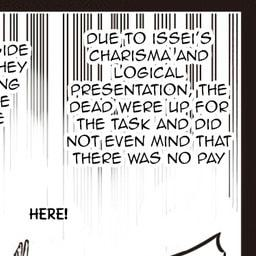 DUE TO ISSEI'S
CHARISMA AND
LOGICAL
PRESENTATION, THE
DEAD WERE UP FOR
THE TASK AND DID
NOT EVEN MIND THAT
THERE WAS NO PAY
HERE!